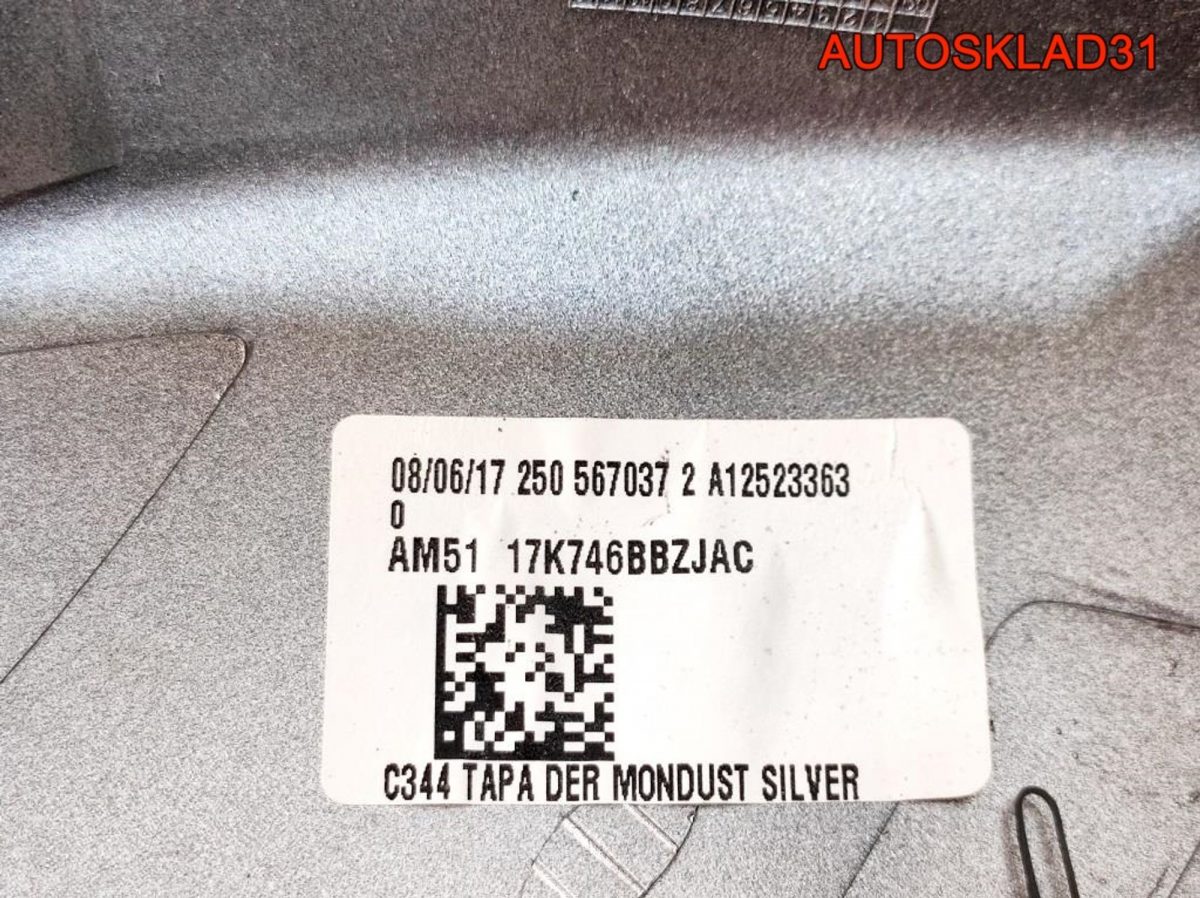 AUTOSKLAD31
08/06/17 250 567037 2 A12523363
0
AM51 17K746BBZJAC
C344 TAPA DER MONDUST SILVER